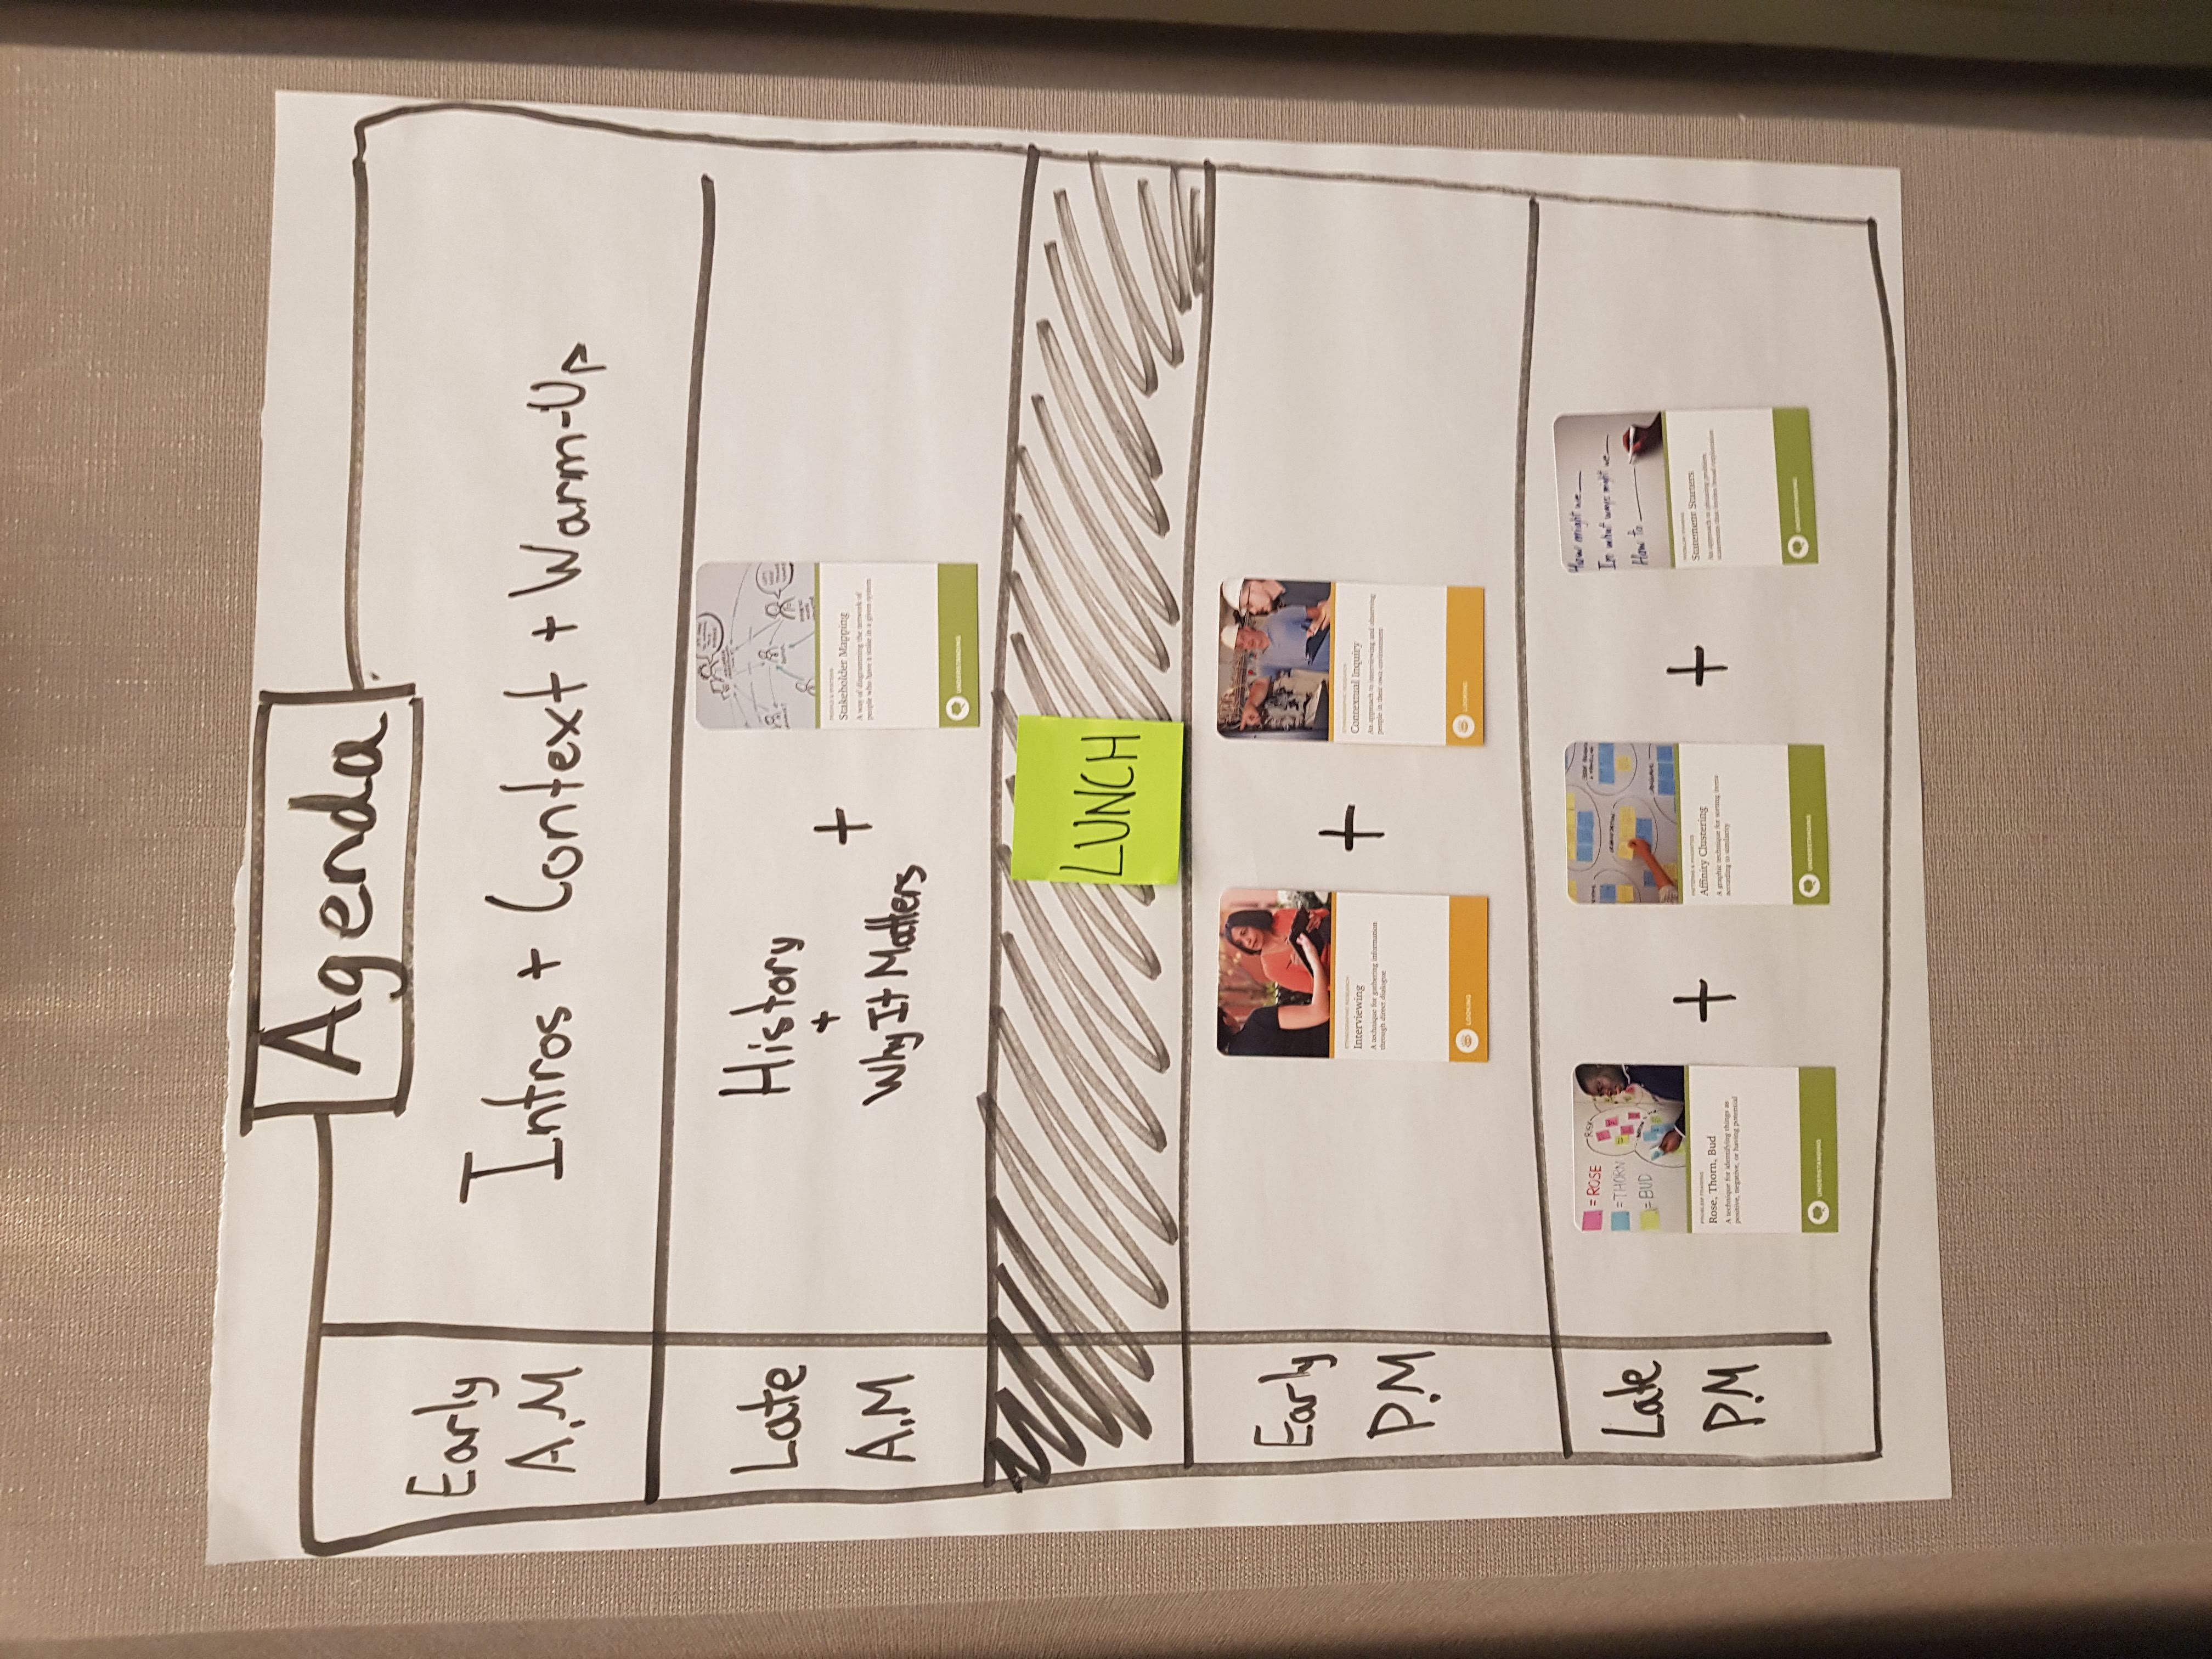 Agenda
Early
A.M
Intros + Context + Warm-Up
Late
A.M
History
+
Why It Matters
+
PEOPLE & SYSTEMS
Stakeholder Mapping
A way of diagramming the network of
people who have a stake in a given system
UNDERSTANDING
LUNCH
Early
P.M
ETHNOGRAPHIC RESEARCH
Interviewing
A technique for gathering information
through direct dialogue
LOOKING
+
ETHNOGRAPHIC RESEARCH
Contextual Inquiry
An approach to interviewing and observing
people in their own environment
LOOKING
Late
P.M
= ROSE
= THORN
= BUD
RISK
PROBLEM FRAMING
Rose, Thorn, Bud
A technique for identifying things as
positive, negative, or having potential
UNDERSTANDING
+
PATTERNS & PRIORITIES
Affinity Clustering
A graphic technique for sorting items
according to similarity
UNDERSTANDING
+
How might we
In what ways might we
How to
PROBLEM FRAMING
Statement Starters
An approach to phrasing problem
statements that invites broad exploration
UNDERSTANDING